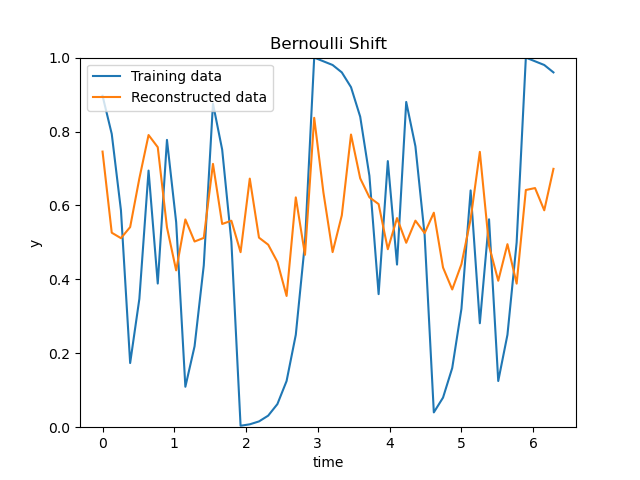 Bernoulli Shift
Training data
Reconstructed data
y
1.0
0.8
0.6
0.4
0.2
0.0
0 1 2 3 4 5 6
time